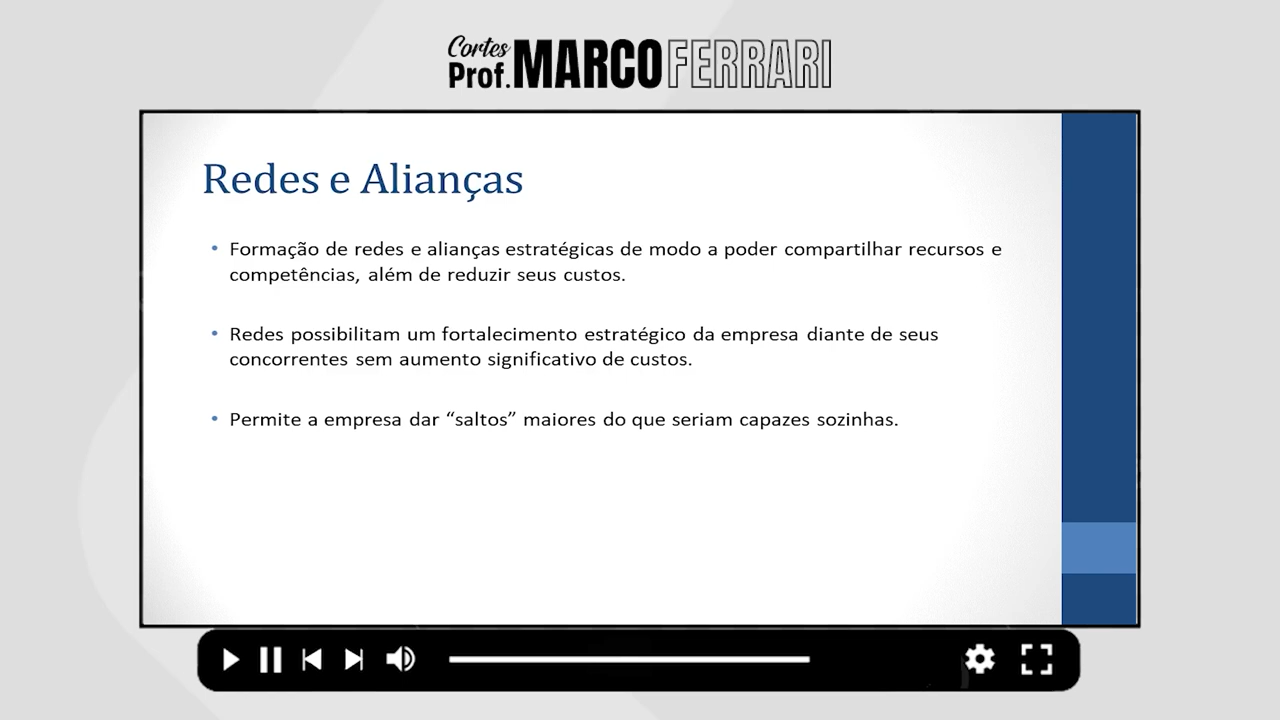 Cortes
Prof. MARCO FERRARI
Redes e Alianças
• Formação de redes e alianças estratégicas de modo a poder compartilhar recursos e
competências, além de reduzir seus custos.
• Redes possibilitam um fortalecimento estratégico da empresa diante de seus
concorrentes sem aumento significativo de custos.
• Permite a empresa dar “saltos” maiores do que seriam capazes sozinhas.